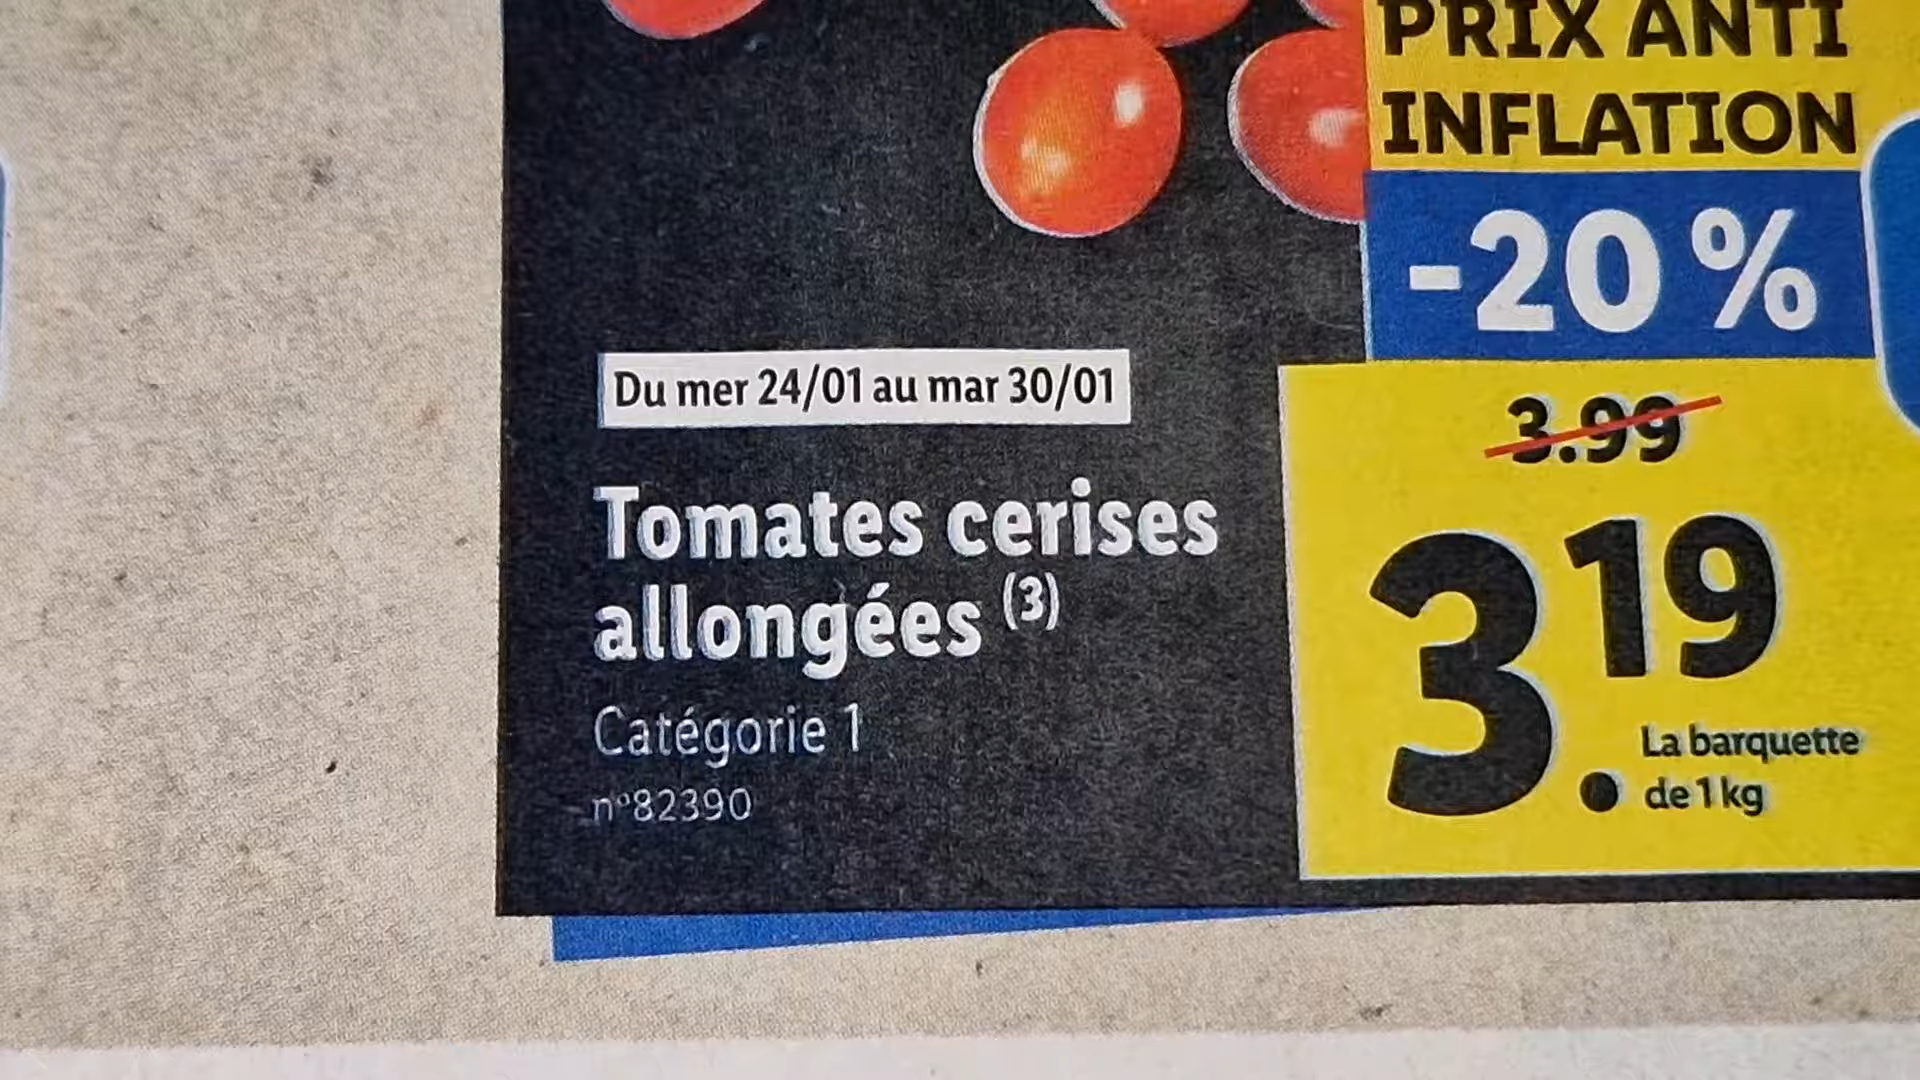 PRIX ANTI
INFLATION
-20 %
Du mer 24/01 au mar 30/01
3.99
3.19
La barquette
de 1 kg
Tomates cerises
allongées (3)
Catégorie 1
n°82390